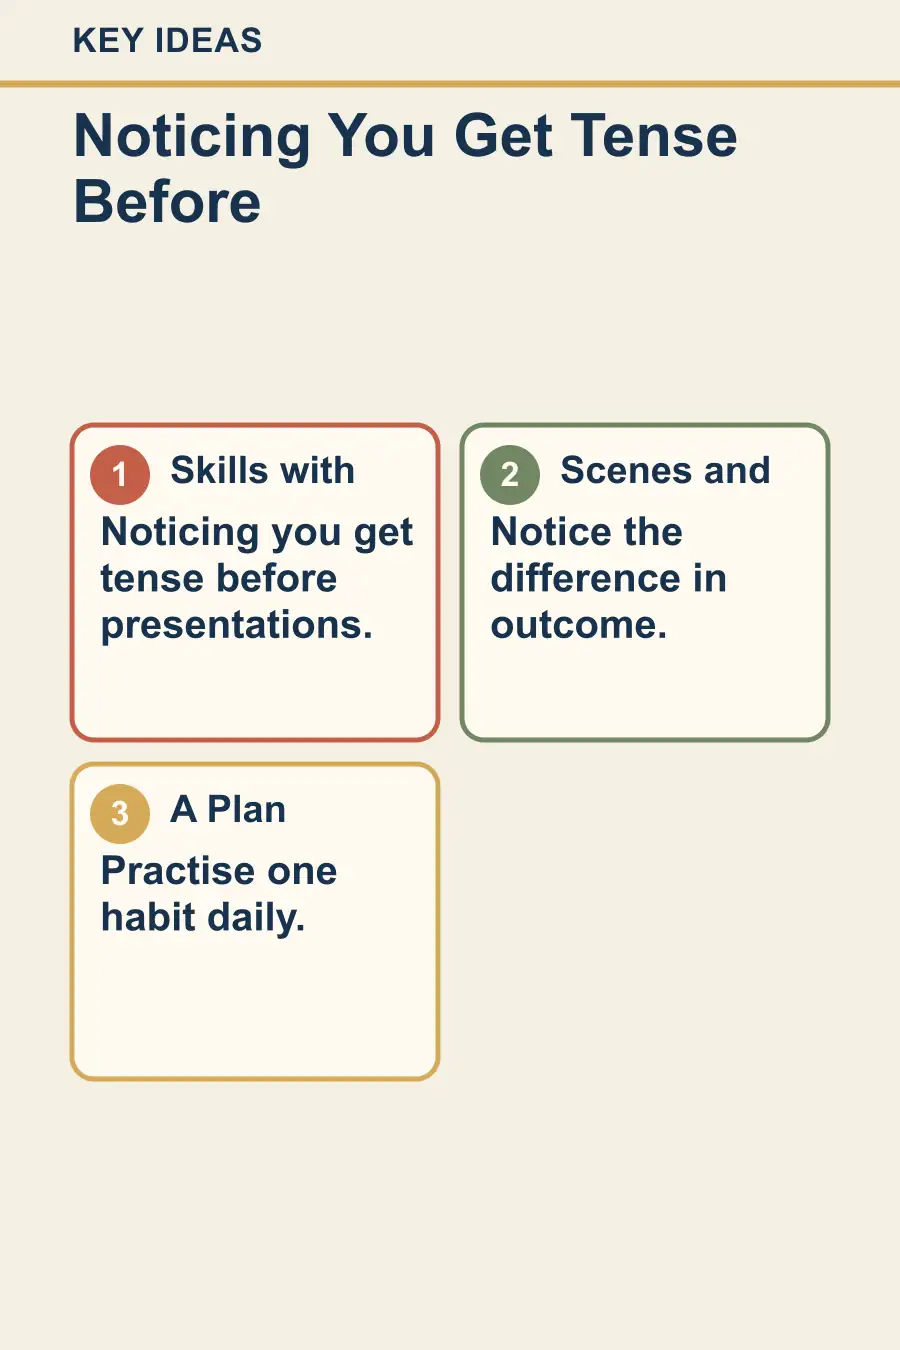 KEY IDEAS
Noticing You Get Tense
Before
1 Skills with
Noticing you get
tense before
presentations.
2 Scenes and
Notice the
difference in
outcome.
3 A Plan
Practise one
habit daily.